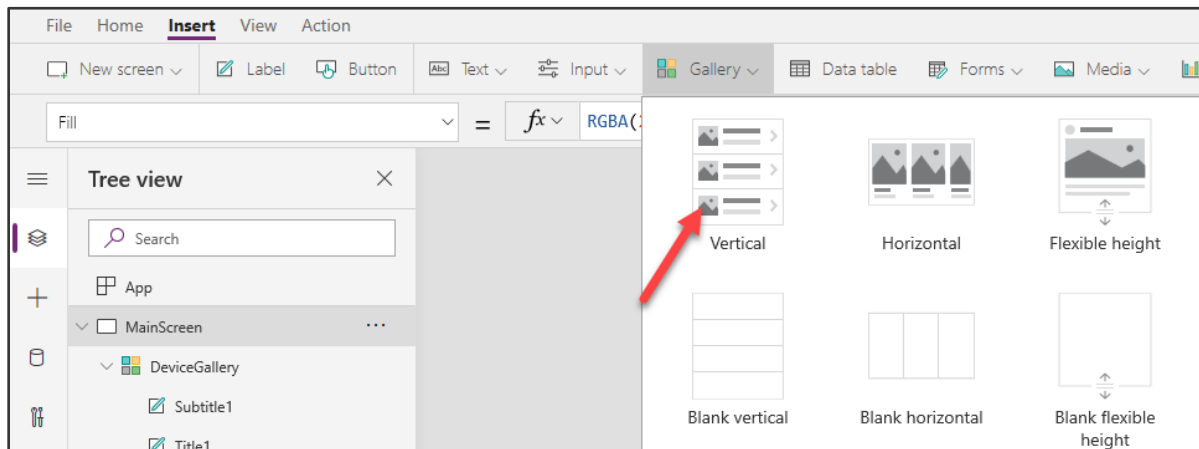 File Home Insert View Action
New screen Label Button Abc Text Input Gallery Data table Forms Media
Fill = fx RGBA(
Tree view
Search
App
MainScreen ...
DeviceGallery
Subtitle1
Title1
Vertical Horizontal Flexible height
Blank vertical Blank horizontal Blank flexible
height